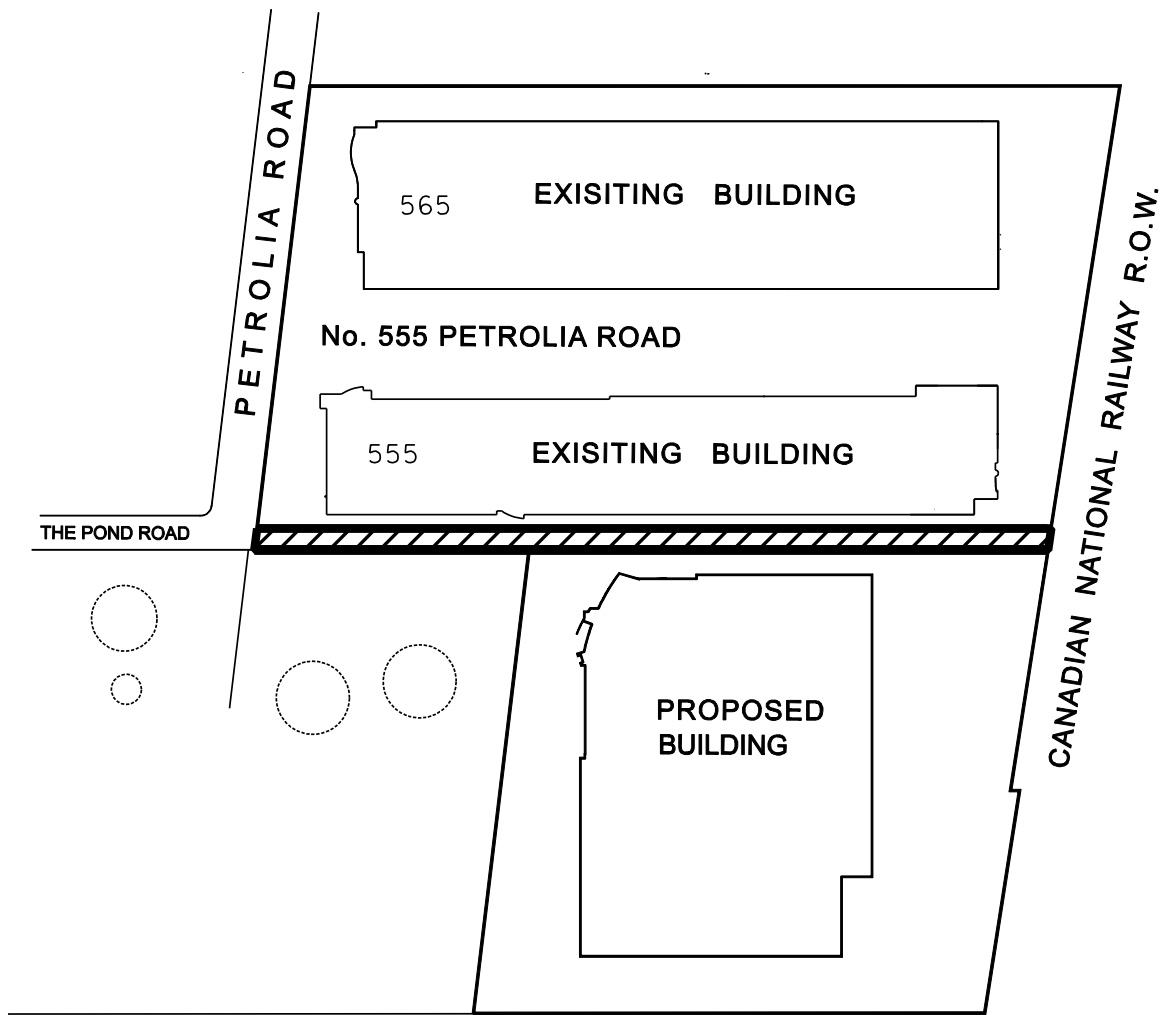 PETROLIA ROAD
565
EXISITING BUILDING
CANADIAN NATIONAL RAILWAY R.O.W.
No. 555 PETROLIA ROAD
555
EXISITING BUILDING
THE POND ROAD
PROPOSED
BUILDING